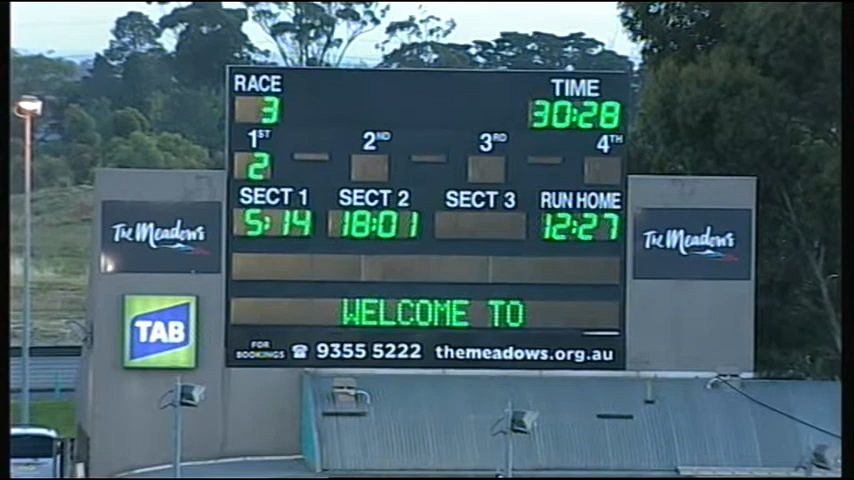 RACE TIME
3 30:28
1ST 2ND 3RD 4TH
2
SECT 1 SECT 2 SECT 3 RUN HOME
5:14 18:01 12:27
The Meadows
The Meadows
WELCOME TO
TAB
FOR BOOKINGS ☎ 9355 5222 themeadows.org.au